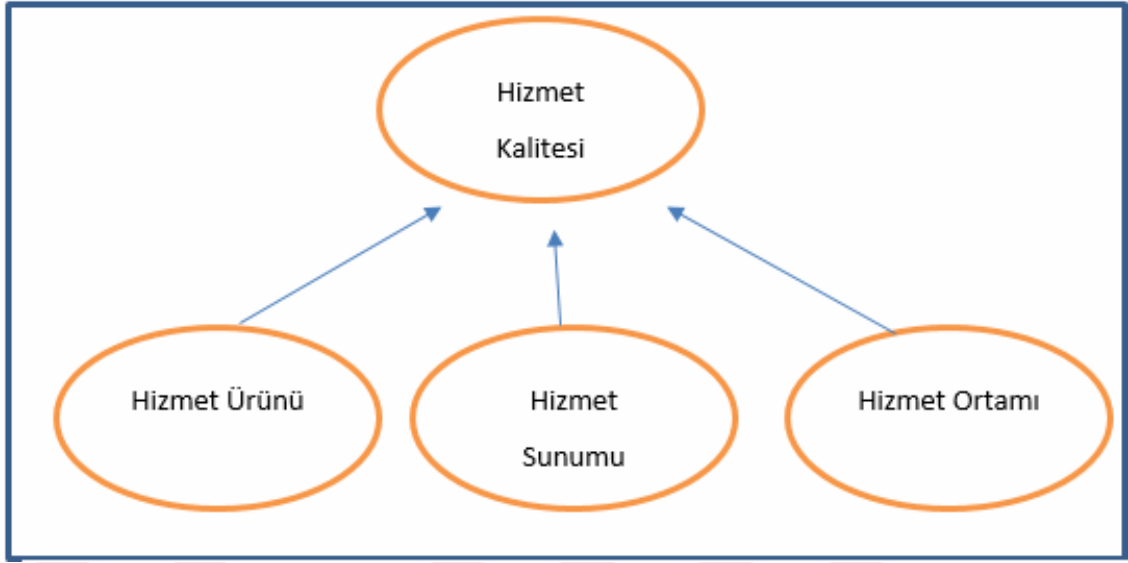 Hizmet
Kalitesi
Hizmet Ürünü
Hizmet
Sunumu
Hizmet Ortamı